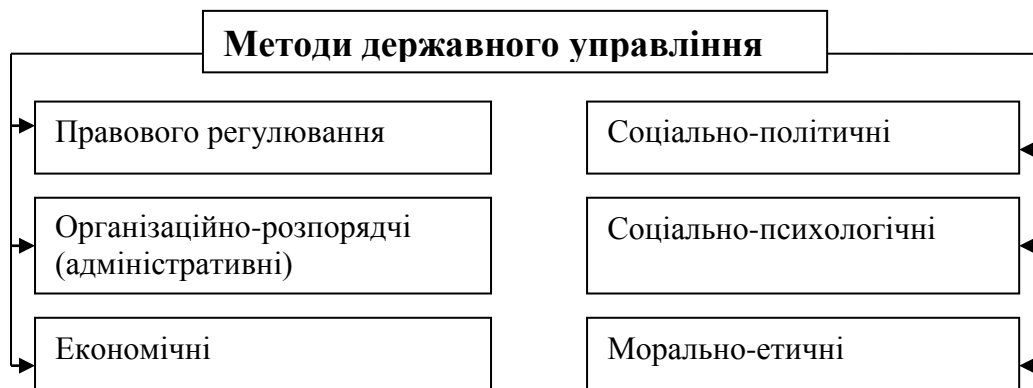 Методи державного управління
Правового регулювання
Соціально-політичні
Організаційно-розпорядчі
(адміністративні)
Соціально-психологічні
Економічні
Морально-етичні